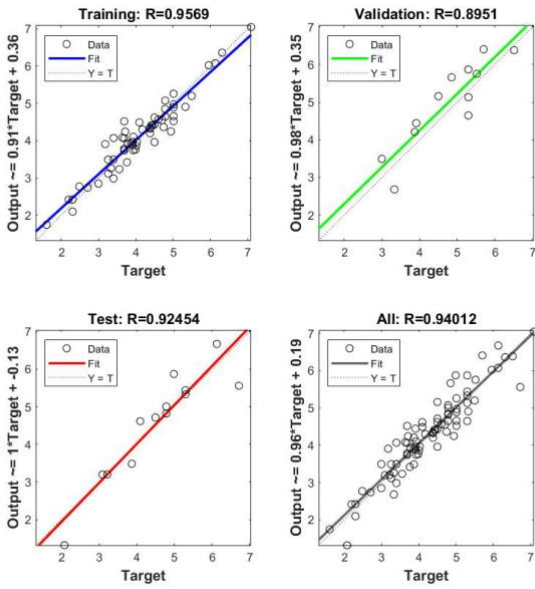 Training: R=0.9569
Output ~= 0.91*Target + 0.36
Data
Fit
Y = T
7
6
5
4
3
2
2 3 4 5 6 7
Target
Validation: R=0.8951
Output ~= 0.98*Target + 0.35
Data
Fit
Y = T
7
6
5
4
3
2
2 3 4 5 6 7
Target
Test: R=0.92454
Output ~= 1*Target + -0.13
Data
Fit
Y = T
7
6
5
4
3
2
2 3 4 5 6 7
Target
All: R=0.94012
Output ~= 0.96*Target + 0.19
Data
Fit
Y = T
7
6
5
4
3
2
2 3 4 5 6 7
Target